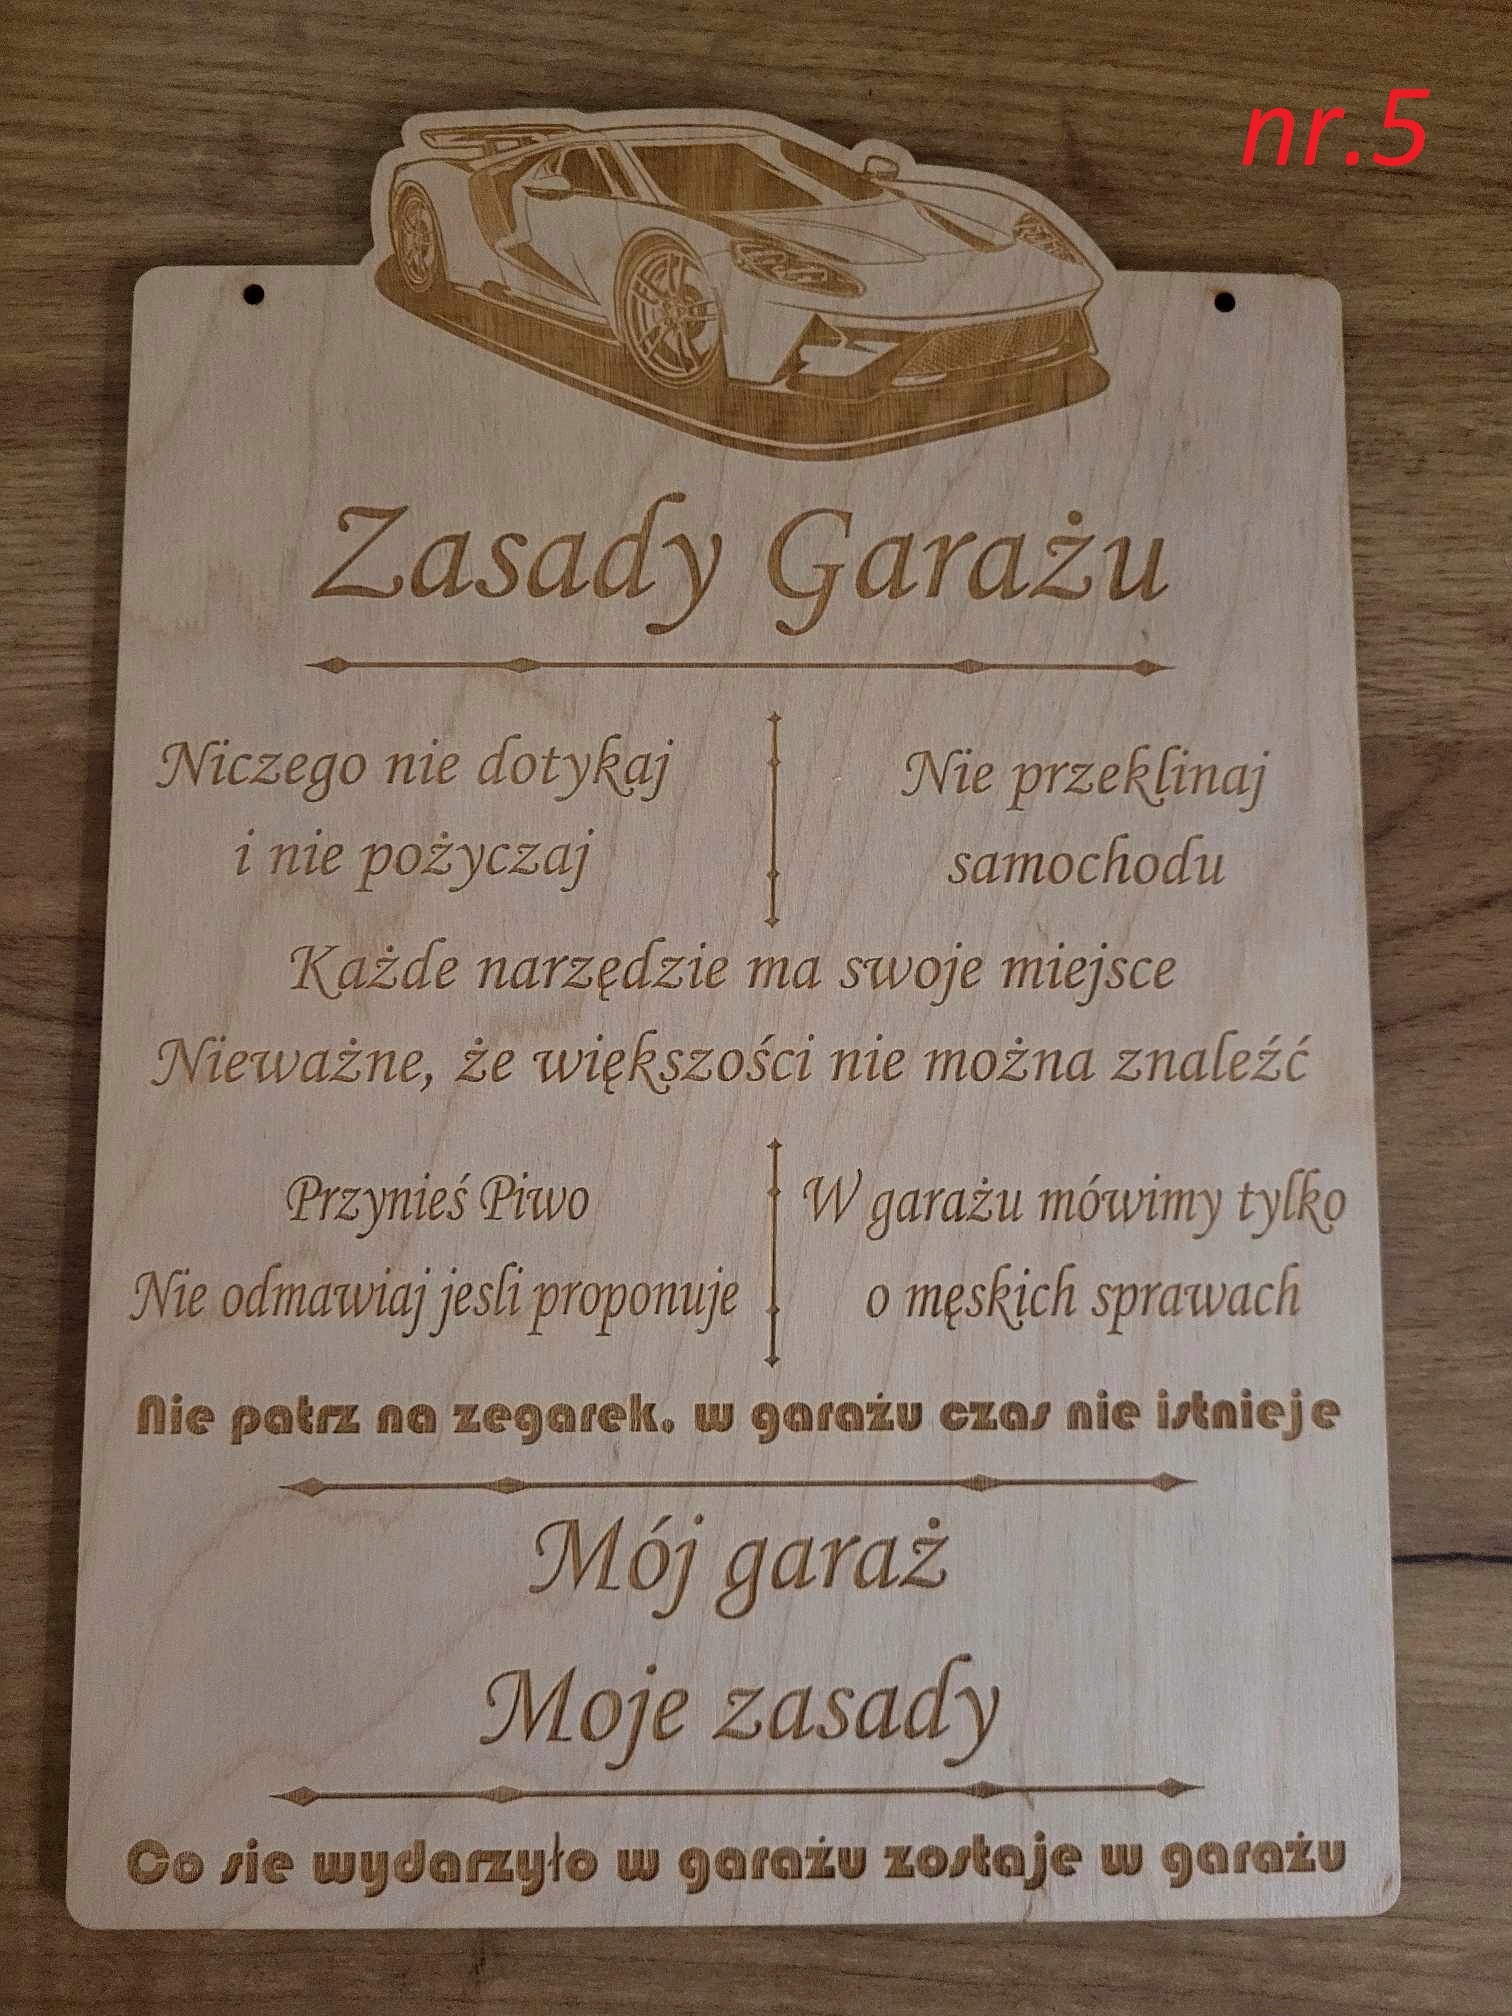 nr.5
Zasady Garażu
Niczego nie dotykaj
i nie pożyczaj
Nie przeklinaj
samochodu
Każde narzędzie ma swoje miejsce
Nieważne, że większości nie można znaleźć
Przynieś Piwo
Nie odmawiaj jesli proponuje
W garażu mówimy tylko
o męskich sprawach
Nie patrz na zegarek. w garażu czas nie istnieje
Mój garaż
Moje zasady
Co sie wydarzyło w garażu zostaje w garażu